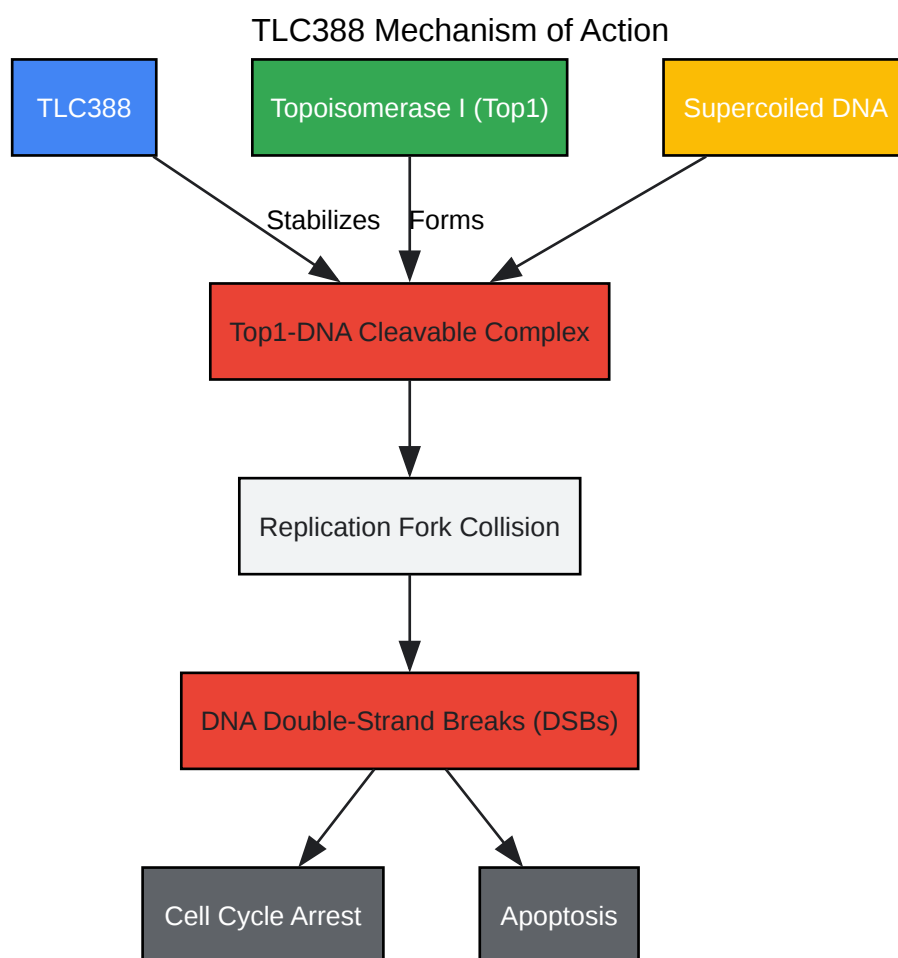 TLC388 Mechanism of Action
TLC388
Topoisomerase I (Top1)
Supercoiled DNA
Stabilizes
Forms
Top1-DNA Cleavable Complex
Replication Fork Collision
DNA Double-Strand Breaks (DSBs)
Cell Cycle Arrest
Apoptosis